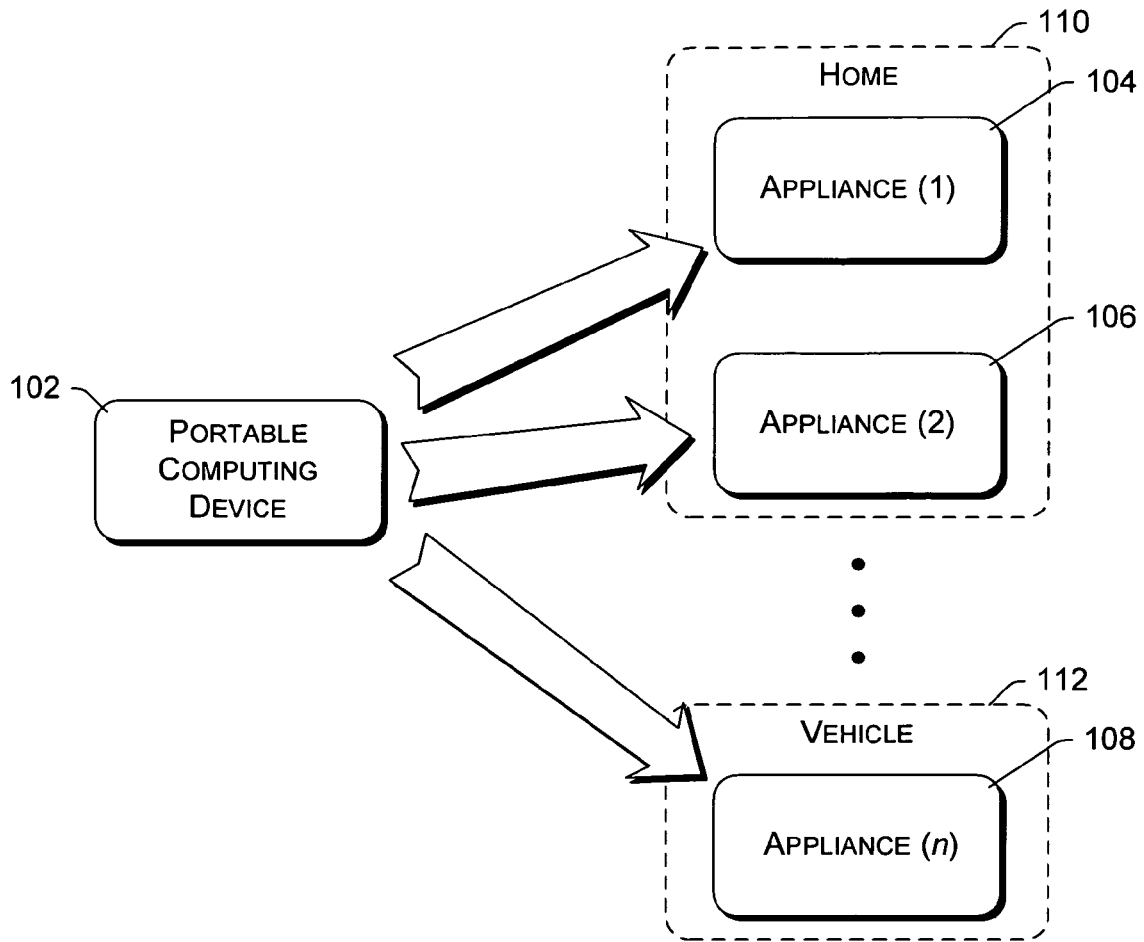 110
HOME
104
APPLIANCE (1)
106
APPLIANCE (2)
102
PORTABLE
COMPUTING
DEVICE
112
VEHICLE
108
APPLIANCE (n)